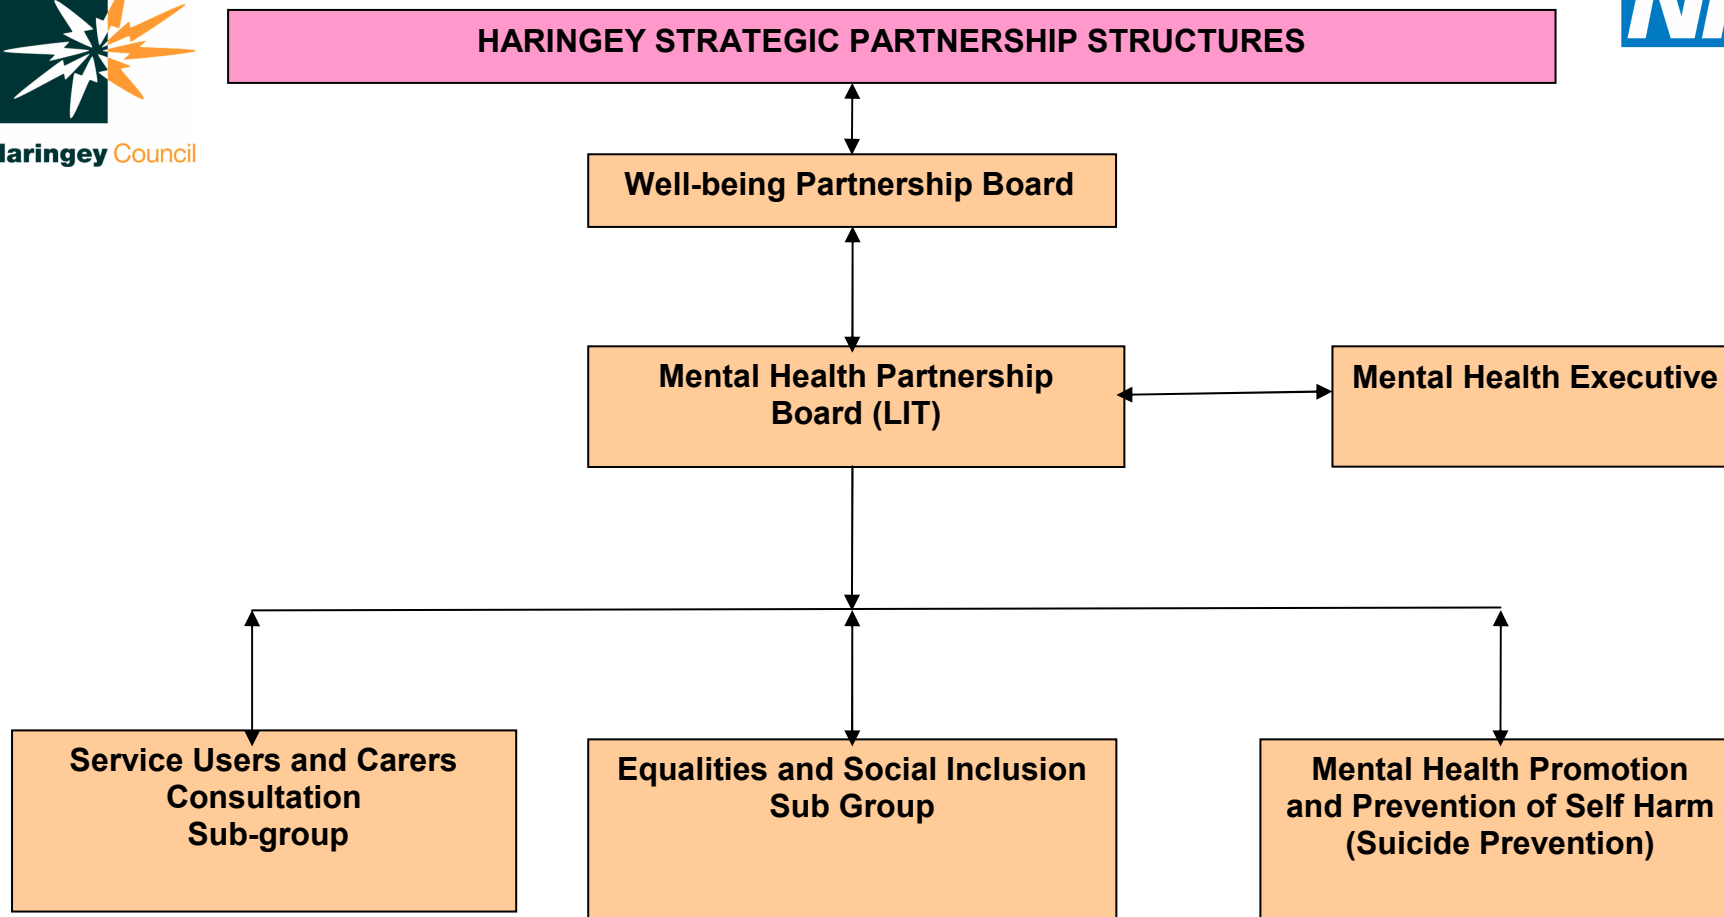 HARINGEY STRATEGIC PARTNERSHIP STRUCTURES
Haringey Council
Well-being Partnership Board
Mental Health Partnership
Board (LIT)
Mental Health Executive
Service Users and Carers
Consultation
Sub-group
Equalities and Social Inclusion
Sub Group
Mental Health Promotion
and Prevention of Self Harm
(Suicide Prevention)